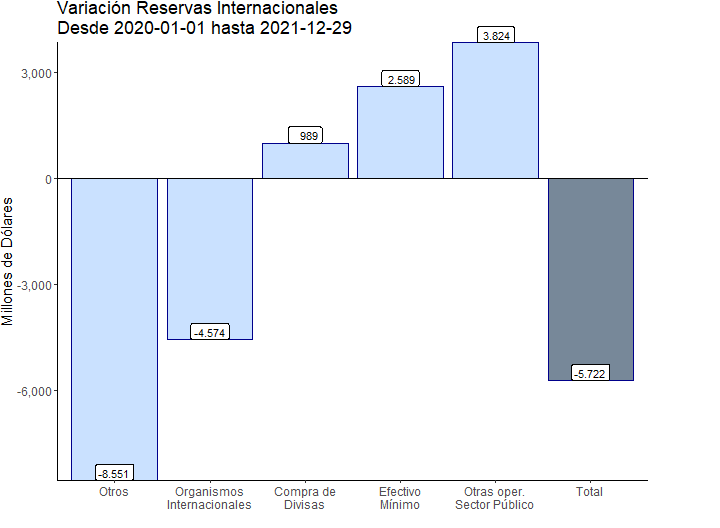 Variación Reservas Internacionales
Desde 2020-01-01 hasta 2021-12-29
Millones de Dólares
3,000
0
-3,000
-6,000
-8.551
-4.574
989
2.589
3.824
-5.722
Otros
Organismos
Internacionales
Compra de
Divisas
Efectivo
Mínimo
Otras oper.
Sector Público
Total